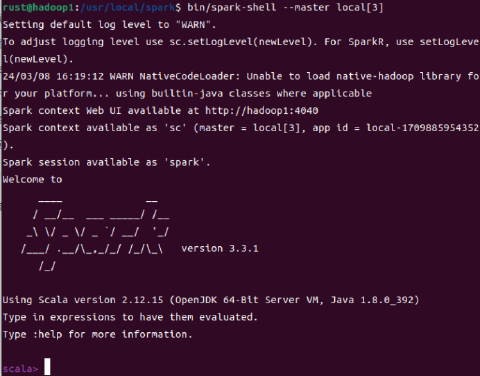 rust@hadoop1:/usr/local/spark$ bin/spark-shell --master local[3]
Setting default log level to "WARN".
To adjust logging level use sc.setLogLevel(newLevel). For SparkR, use setLogLeve
l(newLevel).
24/03/08 16:19:12 WARN NativeCodeLoader: Unable to load native-hadoop library fo
r your platform... using builtin-java classes where applicable
Spark context Web UI available at http://hadoop1:4040
Spark context available as 'sc' (master = local[3], app id = local-1709885954352
).
Spark session available as 'spark'.
Welcome to
      ____              __
     / __/__  ___ _____/ /__
    _\ \/ _ \/ _ `/ __/  '_/
   /___/ .__/\_,_/_/ /_/\_\   version 3.3.1
      /_/
Using Scala version 2.12.15 (OpenJDK 64-Bit Server VM, Java 1.8.0_392)
Type in expressions to have them evaluated.
Type :help for more information.
scala>